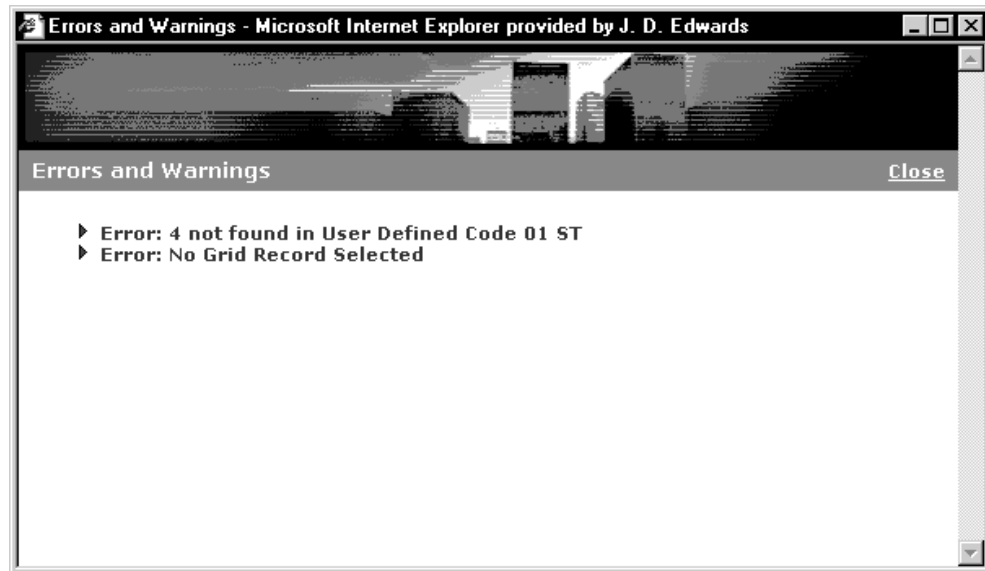 Errors and Warnings - Microsoft Internet Explorer provided by J. D. Edwards
Errors and Warnings
Close
Error: 4 not found in User Defined Code 01 ST
Error: No Grid Record Selected